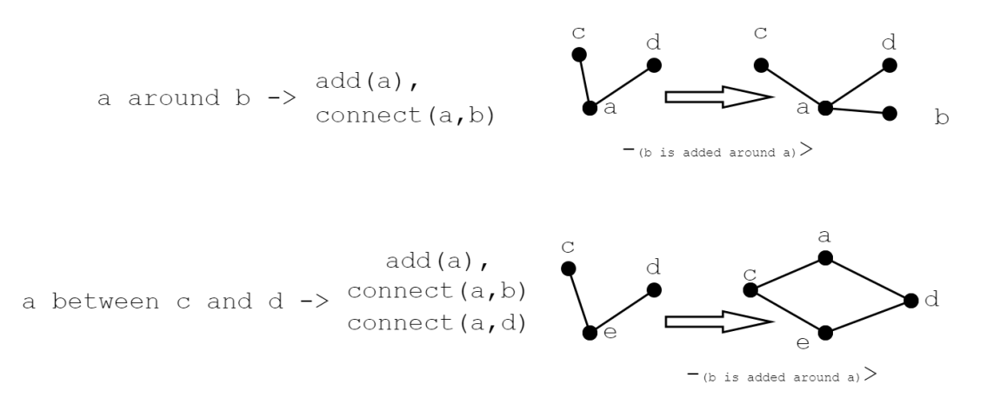 a around b ->
add(a),
connect(a,b)
c
d
a
c
d
a
b
-(b is added around a)>
a between c and d ->
add(a),
connect(a,b)
connect(a,d)
c
d
e
a
c
d
e
-(b is added around a)>